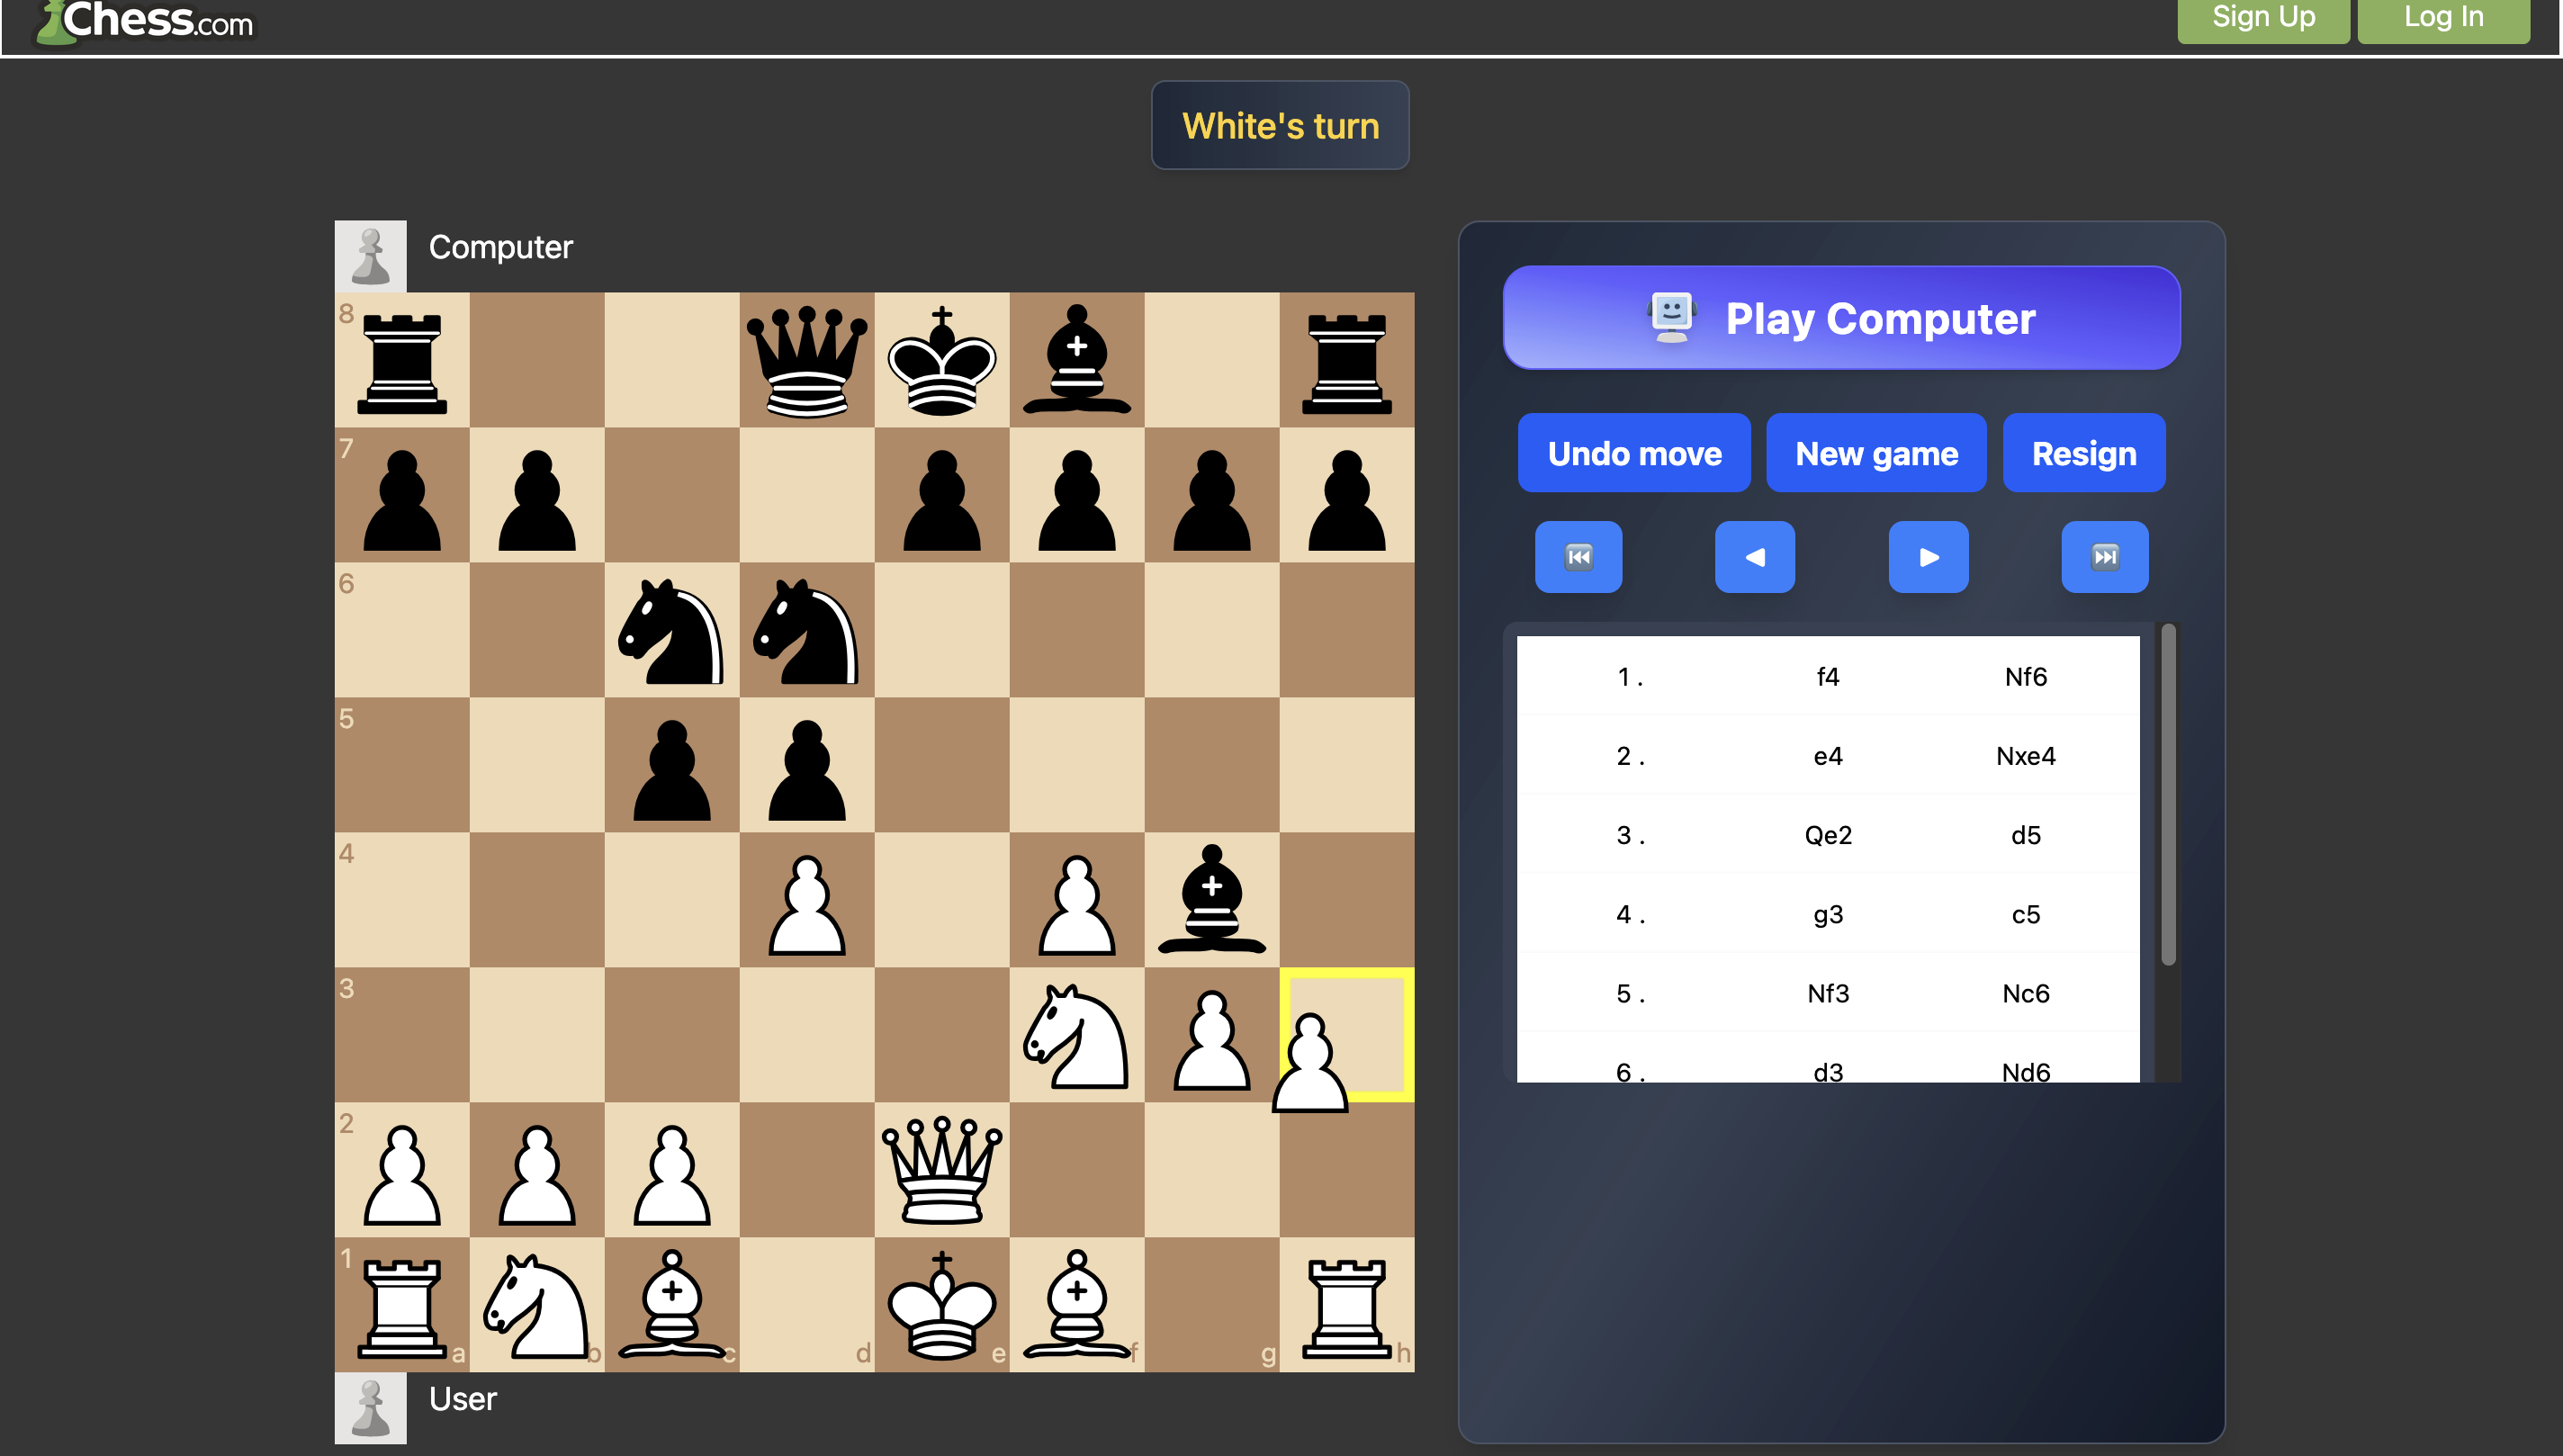 Chess.com
Sign Up
Log In
White's turn
Computer
Play Computer
Undo move
New game
Resign
8
7
6
5
4
3
2
1
a
b
c
d
e
f
g
h
User
1 . f4 Nf6
2 . e4 Nxe4
3 . Qe2 d5
4 . g3 c5
5 . Nf3 Nc6
6 . d3 Nd6